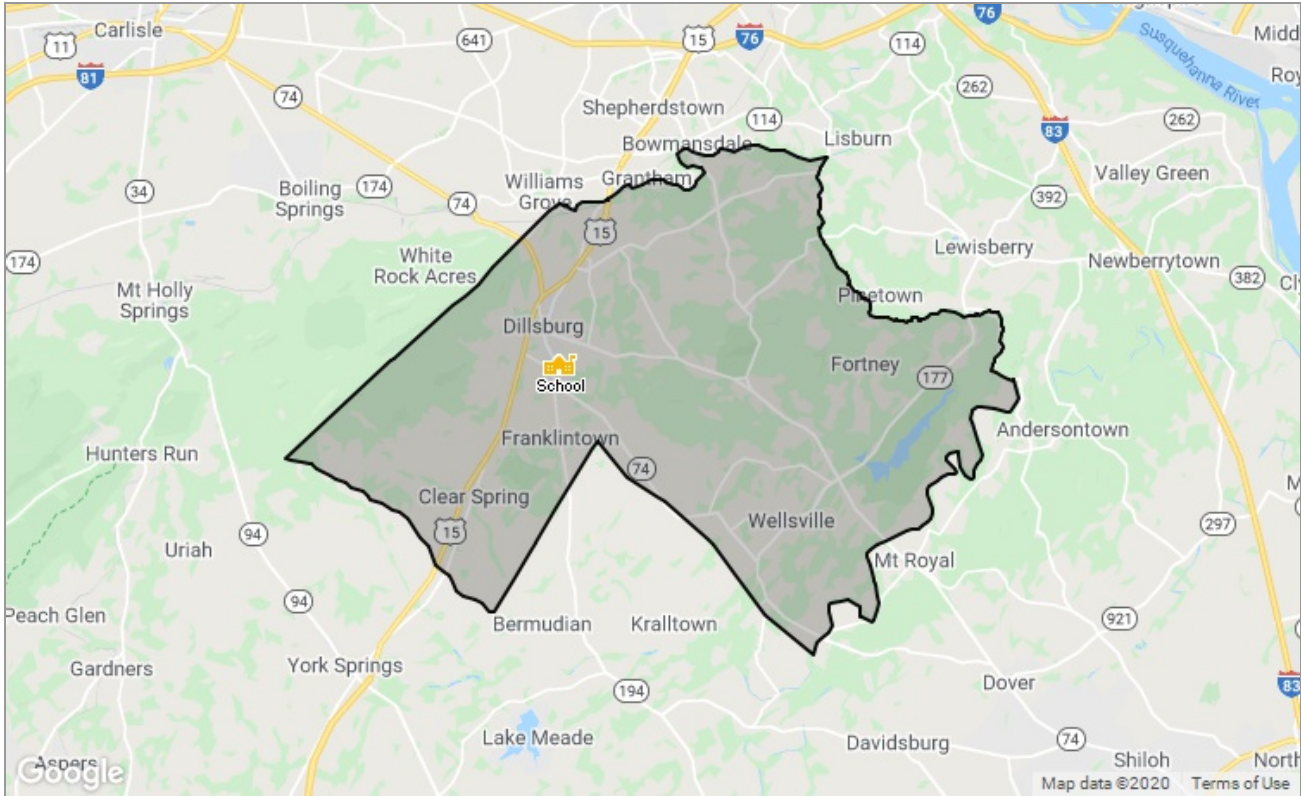 76
Carlisle
11
641
15
76
114
Midd
Susquehanna River
81
74
262
Roy
Shepherdstown
114
262
Bowmansdale
Lisburn
83
34
Boiling
Springs
174
Williams
Grove
Grantham
Valley Green
74
392
15
174
White
Rock Acres
Lewisberry
Newberrytown
382
Cly
Mt Holly
Springs
Pinetown
Dillsburg
Fortney
177
School
Franklintown
Andersontown
Hunters Run
74
Clear Spring
15
Wellsville
297
94
Uriah
Mt Royal
94
Peach Glen
Bermudian
Kralltown
921
Gardners
York Springs
194
Dover
83
Lake Meade
Davidsburg
74
Shiloh
North
Aspers
Google
Map data ©2020
Terms of Use